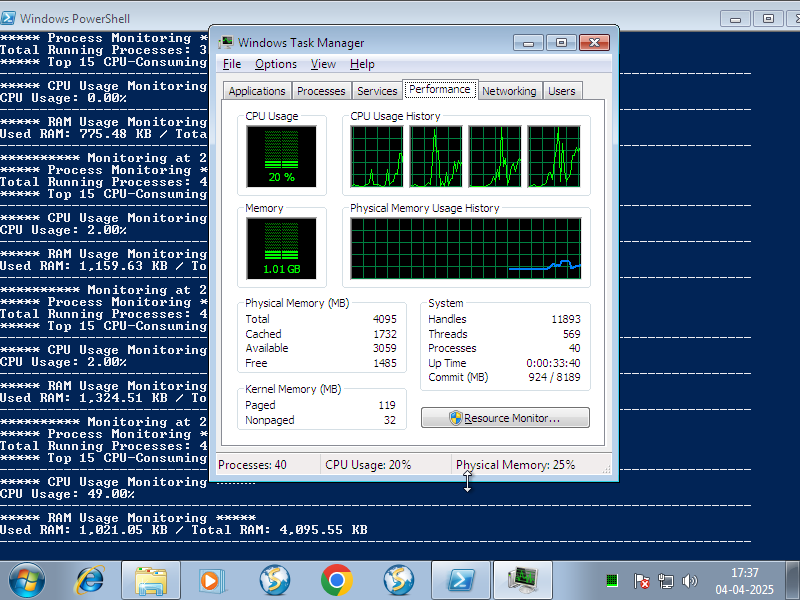 Windows PowerShell
***** Process Monitoring *
Total Running Processes: 3
***** Top 15 CPU-Consuming
***** CPU Usage Monitoring
CPU Usage: 0.00%
***** RAM Usage Monitoring
Used RAM: 775.48 KB / Tota
********** Monitoring at 2
***** Process Monitoring *
Total Running Processes: 4
***** Top 15 CPU-Consuming
***** CPU Usage Monitoring
CPU Usage: 2.00%
***** RAM Usage Monitoring
Used RAM: 1,159.63 KB / To
********** Monitoring at 2
***** Process Monitoring *
Total Running Processes: 4
***** Top 15 CPU-Consuming
***** CPU Usage Monitoring
CPU Usage: 2.00%
***** RAM Usage Monitoring
Used RAM: 1,324.51 KB / To
********** Monitoring at 2
***** Process Monitoring *
Total Running Processes: 4
***** Top 15 CPU-Consuming
***** CPU Usage Monitoring
CPU Usage: 49.00%
***** RAM Usage Monitoring *****
Used RAM: 1,021.05 KB / Total RAM: 4,095.55 KB
Windows Task Manager
File Options View Help
Applications Processes Services Performance Networking Users
CPU Usage CPU Usage History
20 %
Memory Physical Memory Usage History
1.01 GB
Physical Memory (MB)
Total 4095
Cached 1732
Available 3059
Free 1485
Kernel Memory (MB)
Paged 119
Nonpaged 32
System
Handles 11893
Threads 569
Processes 40
Up Time 0:00:33:40
Commit (MB) 924 / 8189
Resource Monitor...
Processes: 40 CPU Usage: 20% Physical Memory: 25%
17:37
04-04-2025